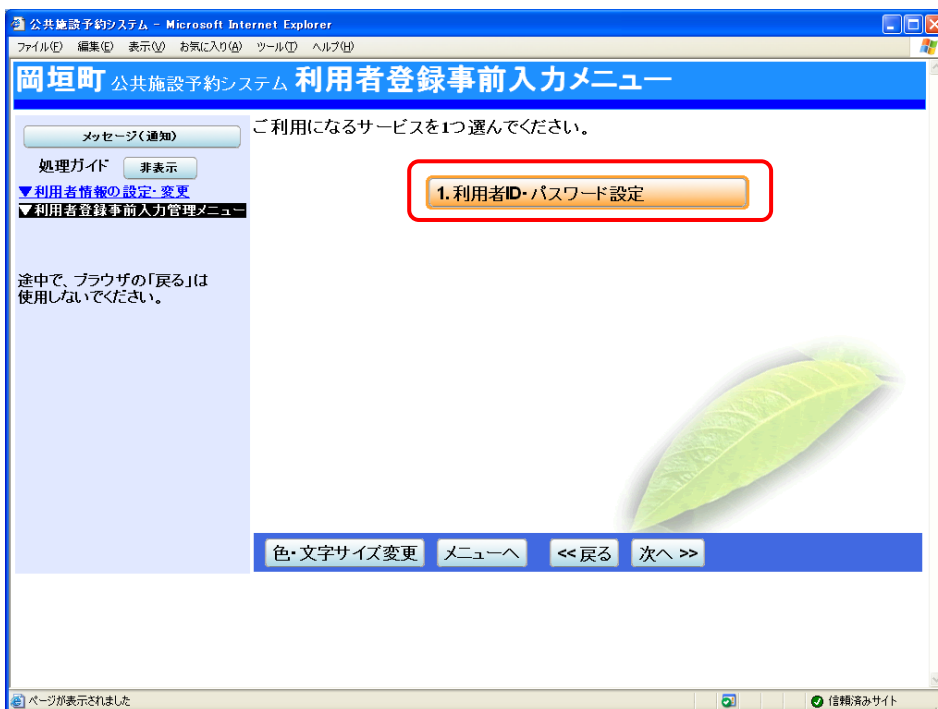 公共施設予約システム - Microsoft Internet Explorer
ファイル(F) 編集(E) 表示(V) お気に入り(A) ツール(T) ヘルプ(H)
岡垣町 公共施設予約システム 利用者登録事前入力メニュー
メッセージ(通知)
処理ガイド 非表示
▼利用者情報の設定・変更
▼利用者登録事前入力管理メニュー
途中で、ブラウザの「戻る」は
使用しないでください。
ご利用になるサービスを1つ選んでください。
1.利用者ID・パスワード設定
色・文字サイズ変更 メニューへ <<戻る 次へ >>
ページが表示されました 信頼済みサイト